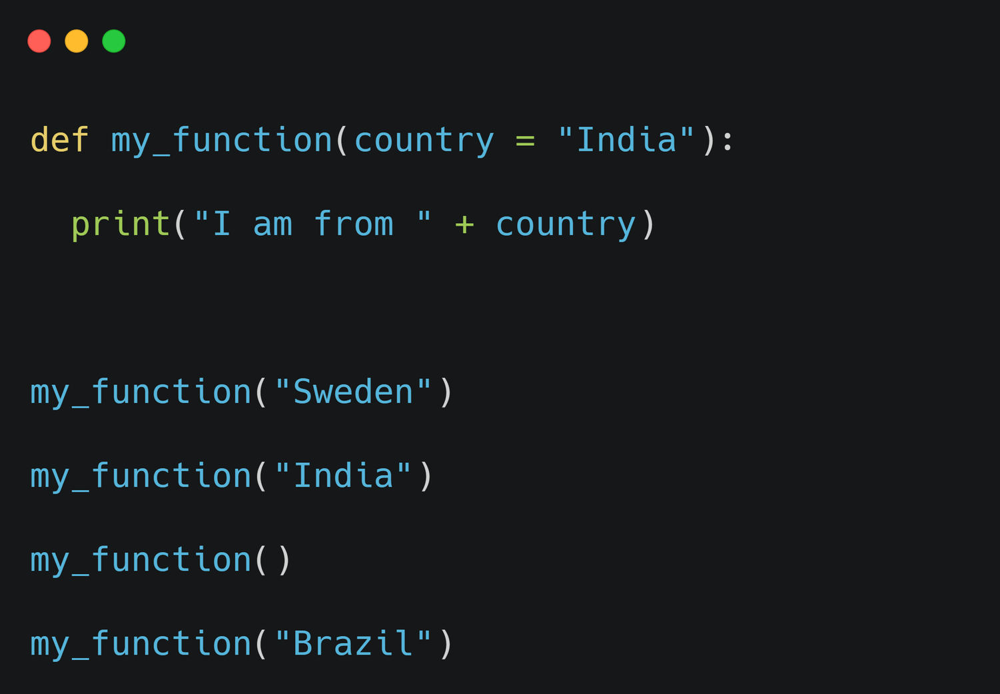 def my_function(country = "India"):
  print("I am from " + country)
my_function("Sweden")
my_function("India")
my_function()
my_function("Brazil")